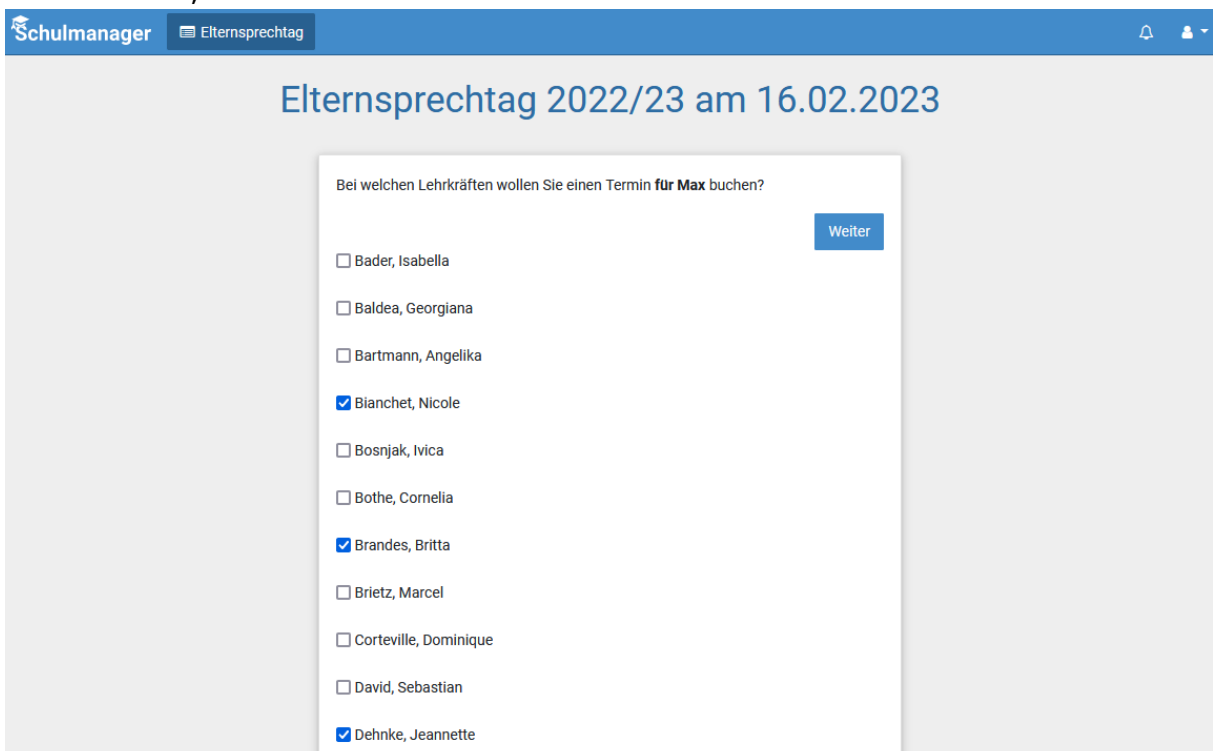 Schulmanager Elternsprechtag
Elternsprechtag 2022/23 am 16.02.2023
Bei welchen Lehrkräften wollen Sie einen Termin für Max buchen?
Weiter
Bader, Isabella
Baldea, Georgiana
Bartmann, Angelika
Bianchet, Nicole
Bosnjak, Ivica
Bothe, Cornelia
Brandes, Britta
Brietz, Marcel
Corteville, Dominique
David, Sebastian
Dehnke, Jeannette